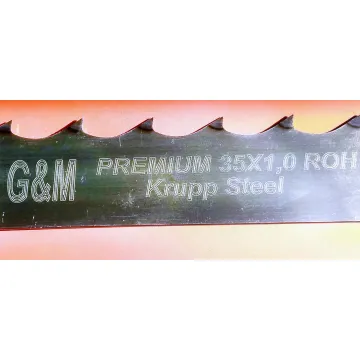 G&M PREMIUM 35X1,0 ROH
Krupp Steel